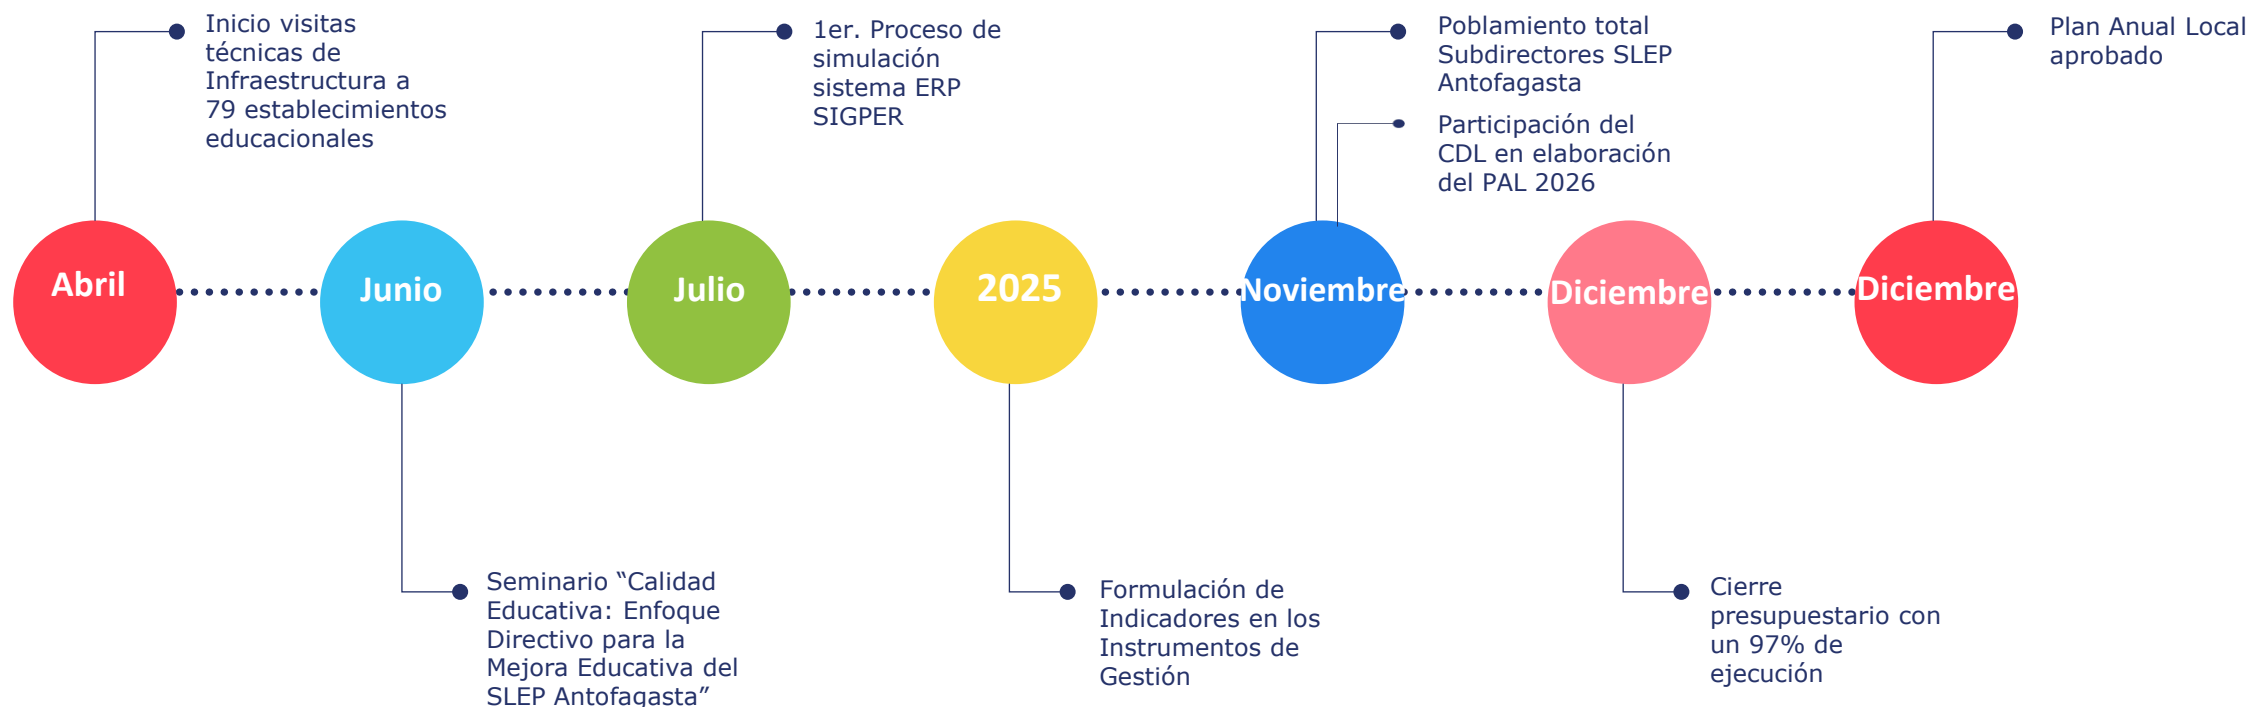 Inicio visitas
técnicas de
Infraestructura a
79 establecimientos
educacionales
1er. Proceso de
simulación
sistema ERP
SIGPER
Poblamiento total
Subdirectores SLEP
Antofagasta
Participación del
CDL en elaboración
del PAL 2026
Plan Anual Local
aprobado
Abril
Junio
Julio
2025
Noviembre
Diciembre
Diciembre
Seminario “Calidad
Educativa: Enfoque
Directivo para la
Mejora Educativa del
SLEP Antofagasta”
Formulación de
Indicadores en los
Instrumentos de
Gestión
Cierre
presupuestario con
un 97% de
ejecución